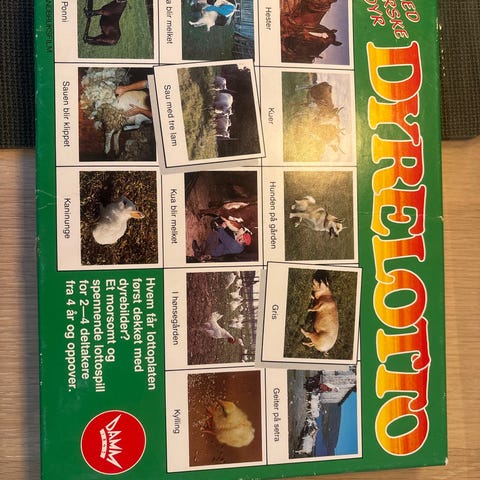 DYRELOTTO
Hester
Kuer
Hunden på gården
Gris
Geiter på setra
blir melket
Sau med tre lam
Kua blir melket
I hønsegården
Kylling
Ponni
Sauen blir klippet
Kaninunge
Hvem får lottoplaten
først dekket med
dyrebilder?
Et morsomt og
spennende lottospill
for 2–4 deltakere
fra 4 år og oppover.
DAMM